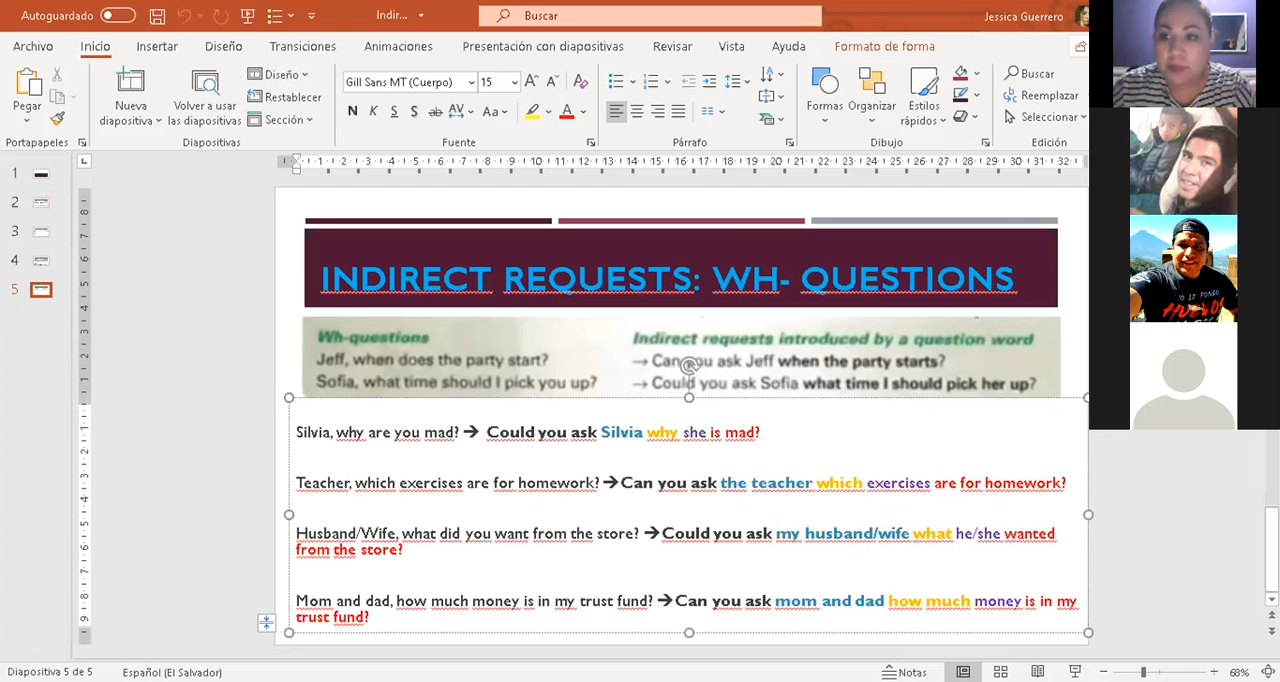 Autoguardado
Indir...
Buscar
Jessica Guerrero
Archivo Inicio Insertar Diseño Transiciones Animaciones Presentación con diapositivas Revisar Vista Ayuda Formato de forma
Pegar
Nueva diapositiva
Volver a usar las diapositivas
Diseño
Restablecer
Sección
Gill Sans MT (Cuerpo) 15
N K S S ab AV Aa A
Formas Organizar Estilos rápidos
Buscar
Reemplazar
Seleccionar
Portapapeles Diapositivas Fuente Párrafo Dibujo Edición
1
2
3
4
5
INDIRECT REQUESTS: WH- QUESTIONS
Wh-questions
Jeff, when does the party start?
Sofia, what time should I pick you up?
Indirect requests introduced by a question word
→ Can you ask Jeff when the party starts?
→ Could you ask Sofia what time I should pick her up?
Silvia, why are you mad? → Could you ask Silvia why she is mad?
Teacher, which exercises are for homework? →Can you ask the teacher which exercises are for homework?
Husband/Wife, what did you want from the store? →Could you ask my husband/wife what he/she wanted
from the store?
Mom and dad, how much money is in my trust fund? →Can you ask mom and dad how much money is in my
trust fund?
Diapositiva 5 de 5 Español (El Salvador) Notas 68%